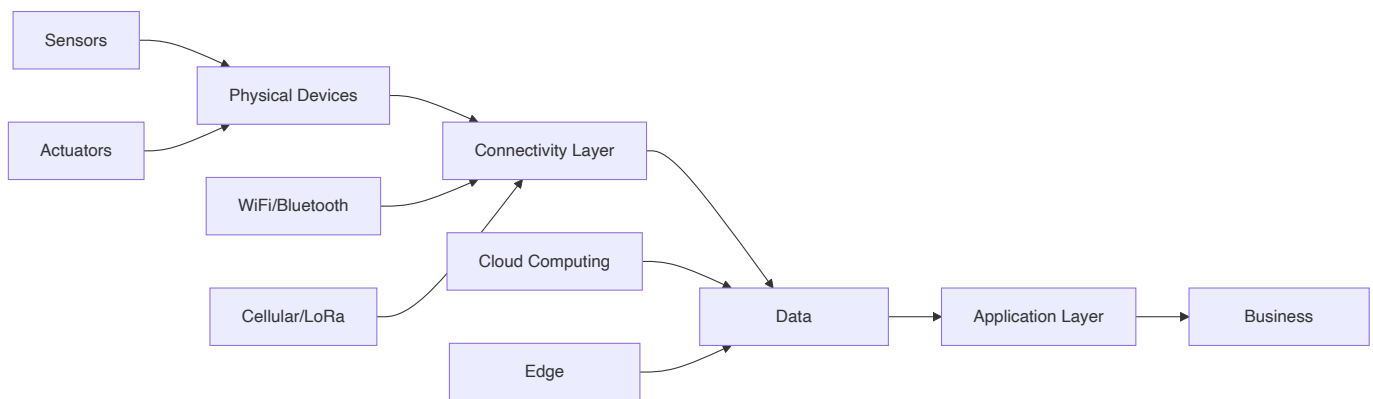 Sensors
Physical Devices
Actuators
Connectivity Layer
WiFi/Bluetooth
Cloud Computing
Cellular/LoRa
Data
Application Layer
Business
Edge